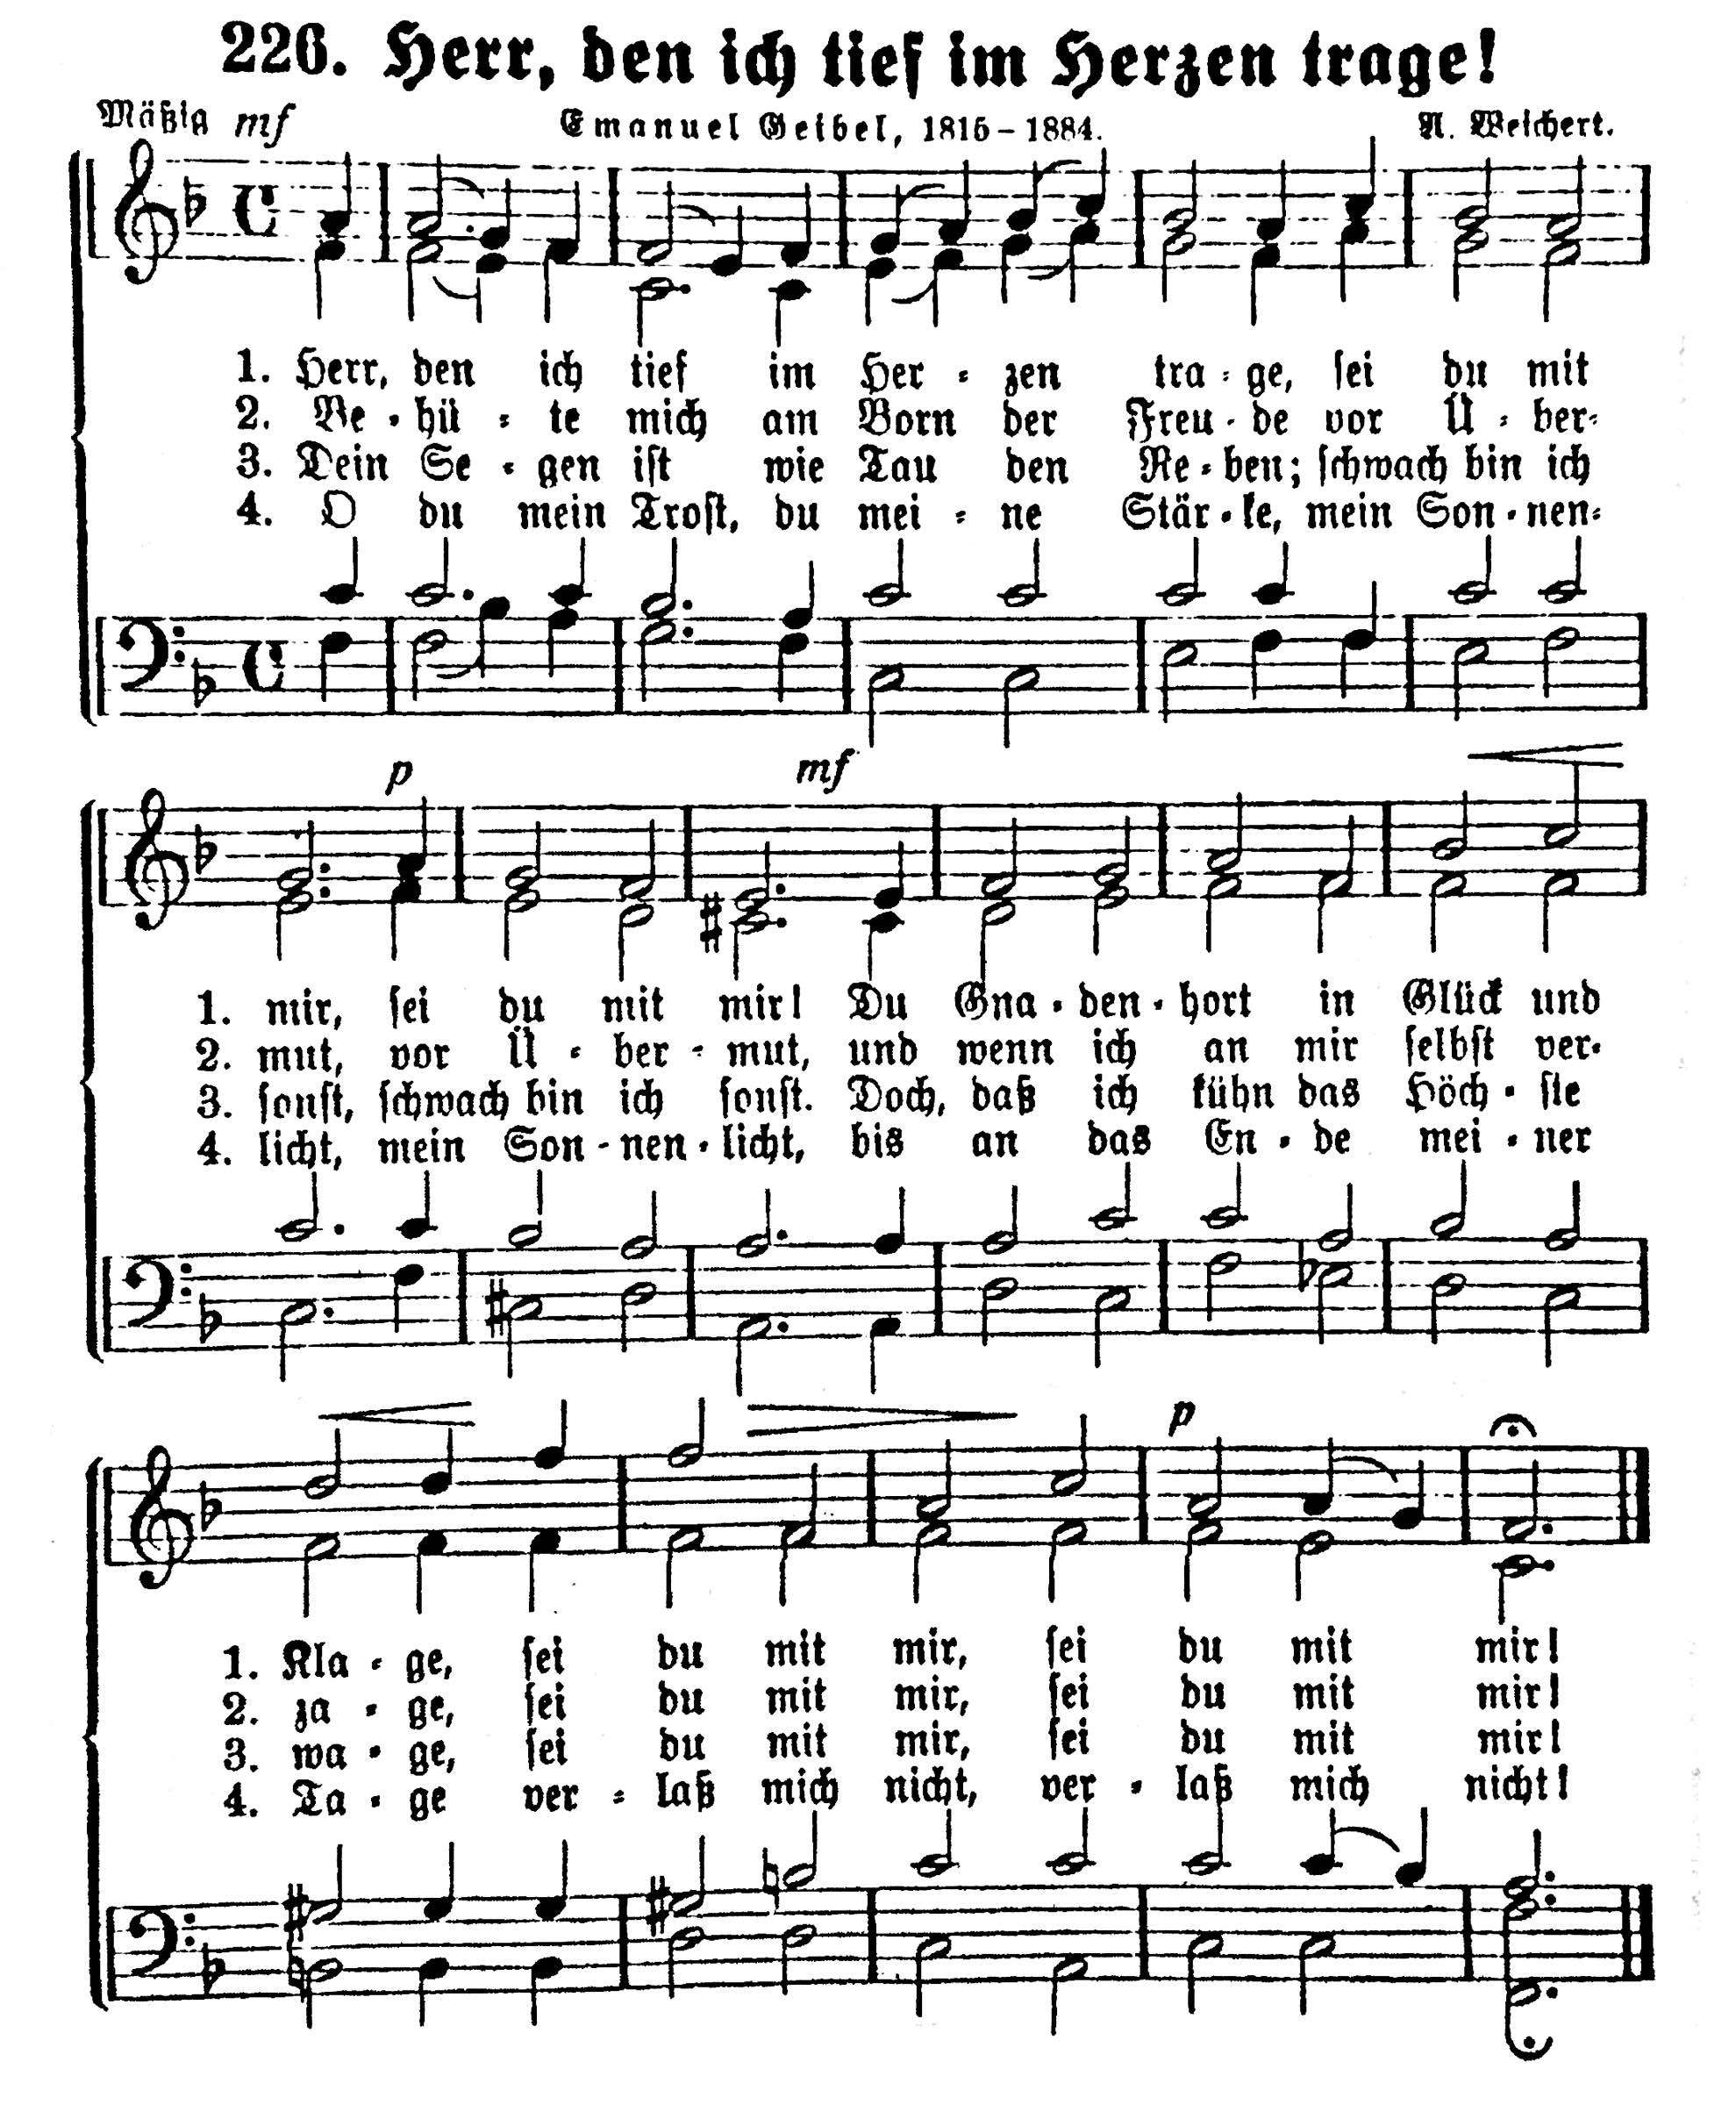 226. Herr, den ich tief im Herzen trage!
Mäßig mf Emanuel Geibel, 1815–1884. A. Weichert.
1. Herr, den ich tief im Her-zen tra-ge, sei du mit
2. Be-hü-te mich am Born der Freu-de vor Ü-ber-
3. Dein Se-gen ist wie Tau den Re-ben; schwach bin ich
4. O du mein Trost, du mei-ne Stär-ke, mein Son-nen-
p mf
1. mir, sei du mit mir! Du Gna-den-hort in Glück und
2. mut, vor Ü-ber-mut, und wenn ich an mir selbst ver-
3. sonst, schwach bin ich sonst. Doch, daß ich kühn das Höch-ste
4. licht, mein Son-nen-licht, bis an das En-de mei-ner
p
1. Kla-ge, sei du mit mir, sei du mit mir!
2. za-ge, sei du mit mir, sei du mit mir!
3. wa-ge, sei du mit mir, sei du mit mir!
4. Ta-ge ver-laß mich nicht, ver-laß mich nicht!